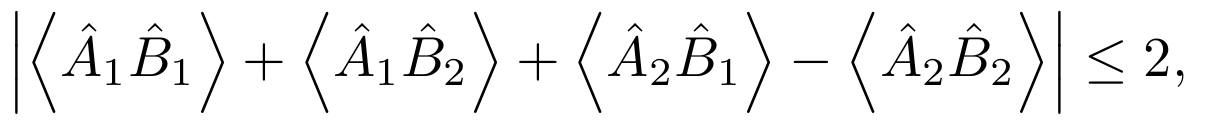 |⟨Â₁B̂₁⟩ + ⟨Â₁B̂₂⟩ + ⟨Â₂B̂₁⟩ − ⟨Â₂B̂₂⟩| ≤ 2,